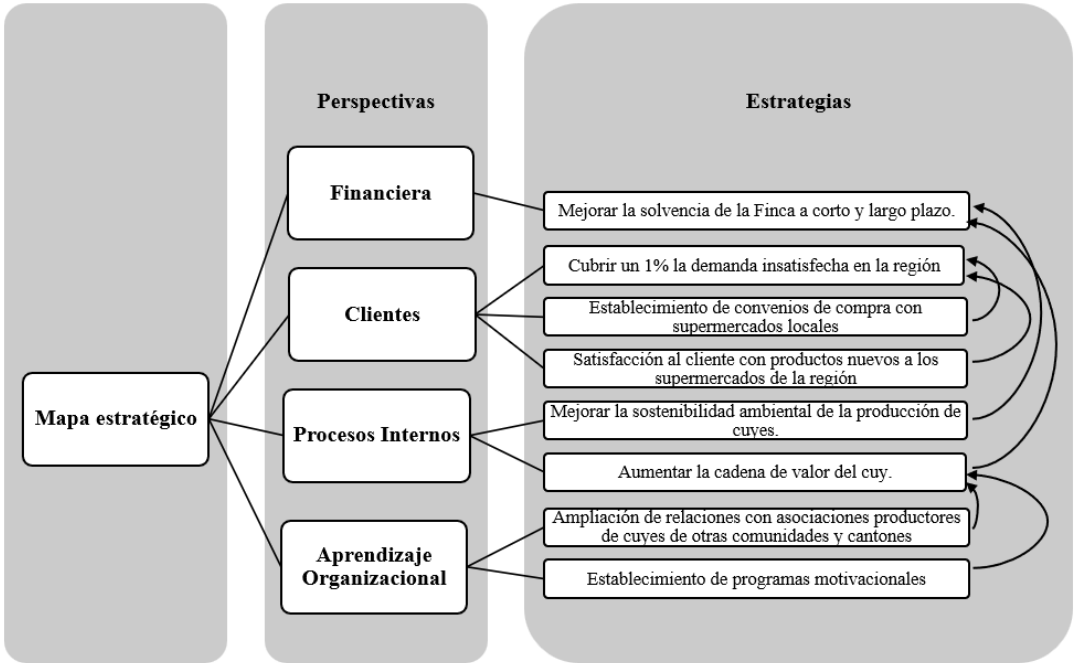 Perspectivas
Estrategias
Mapa estratégico
Financiera
Clientes
Procesos Internos
Aprendizaje
Organizacional
Mejorar la solvencia de la Finca a corto y largo plazo.
Cubrir un 1% la demanda insatisfecha en la región
Establecimiento de convenios de compra con
supermercados locales
Satisfacción al cliente con productos nuevos a los
supermercados de la región
Mejorar la sostenibilidad ambiental de la producción de
cuyes.
Aumentar la cadena de valor del cuy.
Ampliación de relaciones con asociaciones productores
de cuyes de otras comunidades y cantones
Establecimiento de programas motivacionales